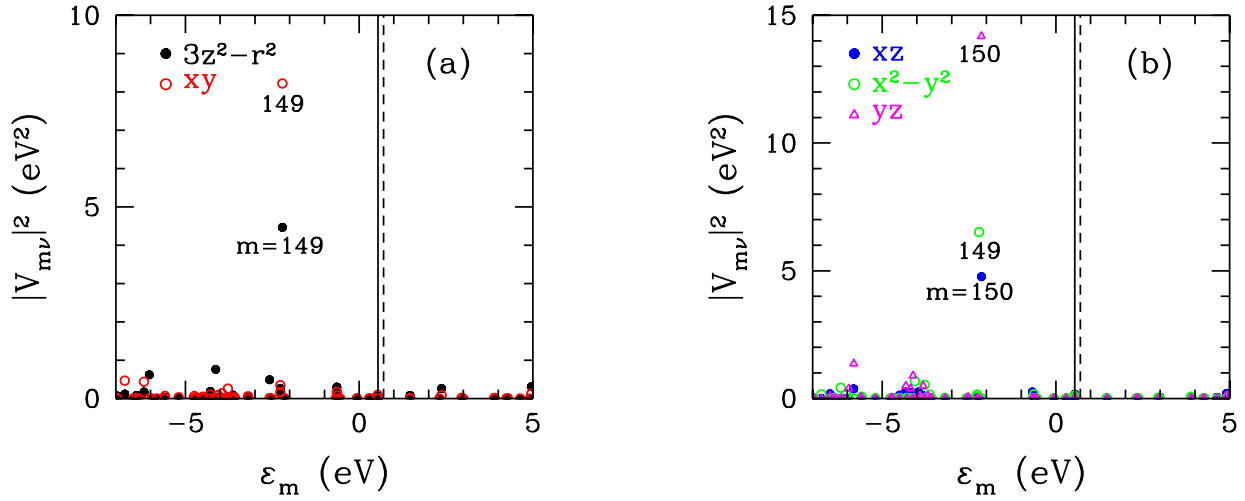 10
5
0
−5
0
5
|V_mν|² (eV²)
ε_m (eV)
3z²−r²
xy
(a)
149
m=149
15
10
5
0
−5
0
5
|V_mν|² (eV²)
ε_m (eV)
xz
x²−y²
yz
(b)
150
149
m=150